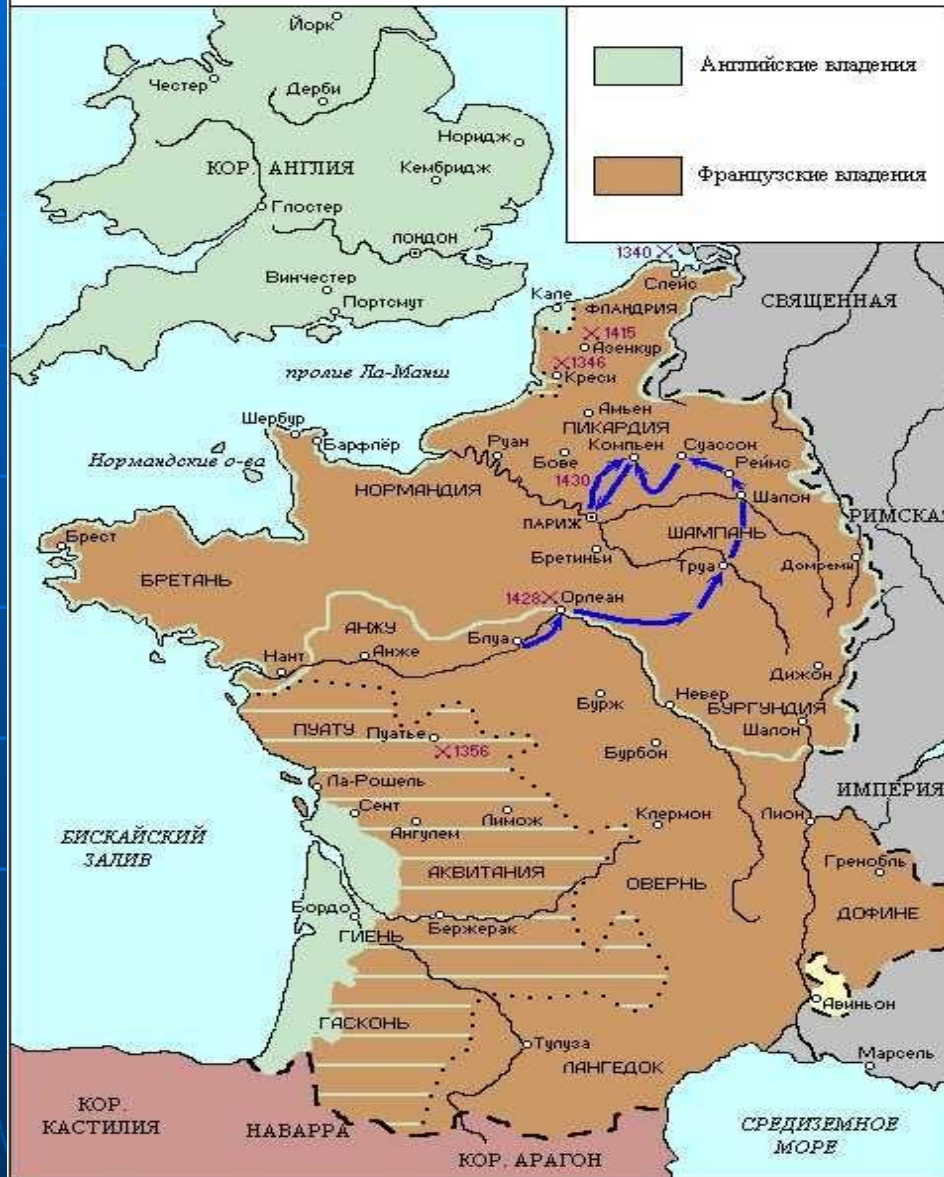 Английские владения
Французские владения
Йорк
Честер
Дерби
Норидж
КОР. АНГЛИЯ
Кембридж
Глостер
ЛОНДОН
Винчестер
Портсмут
1340
Слейс
Кале
ФЛАНДРИЯ
СВЯЩЕННАЯ
1415
Азенкур
1346
Креси
пролив Ла-Манш
Амьен
ПИКАРДИЯ
Шербур
Барфлёр
Руан
Компьен
Суассон
Бове
Реймс
Нормандские о-ва
1430
НОРМАНДИЯ
Шалон
ПАРИЖ
ШАМПАНЬ
РИМСКАЯ
Брест
Бретиньи
Труа
Домреми
БРЕТАНЬ
1428
Орлеан
АНЖУ
Блуа
Анже
Нант
Дижон
Бурж
Невер
БУРГУНДИЯ
Шалон
ПУАТУ
Пуатье
1356
Бурбон
Ла-Рошель
ИМПЕРИЯ
Сент
Ангулем
Лимож
Клермон
Лион
БИСКАЙСКИЙ
ЗАЛИВ
АКВИТАНИЯ
ОВЕРНЬ
Гренобль
ДОФИНЕ
Бордо
ГИЕНЬ
Бержерак
Авиньон
ГАСКОНЬ
Тулуза
ЛАНГЕДОК
Марсель
КОР.
КАСТИЛИЯ
НАВАРРА
КОР. АРАГОН
СРЕДИЗЕМНОЕ
МОРЕ